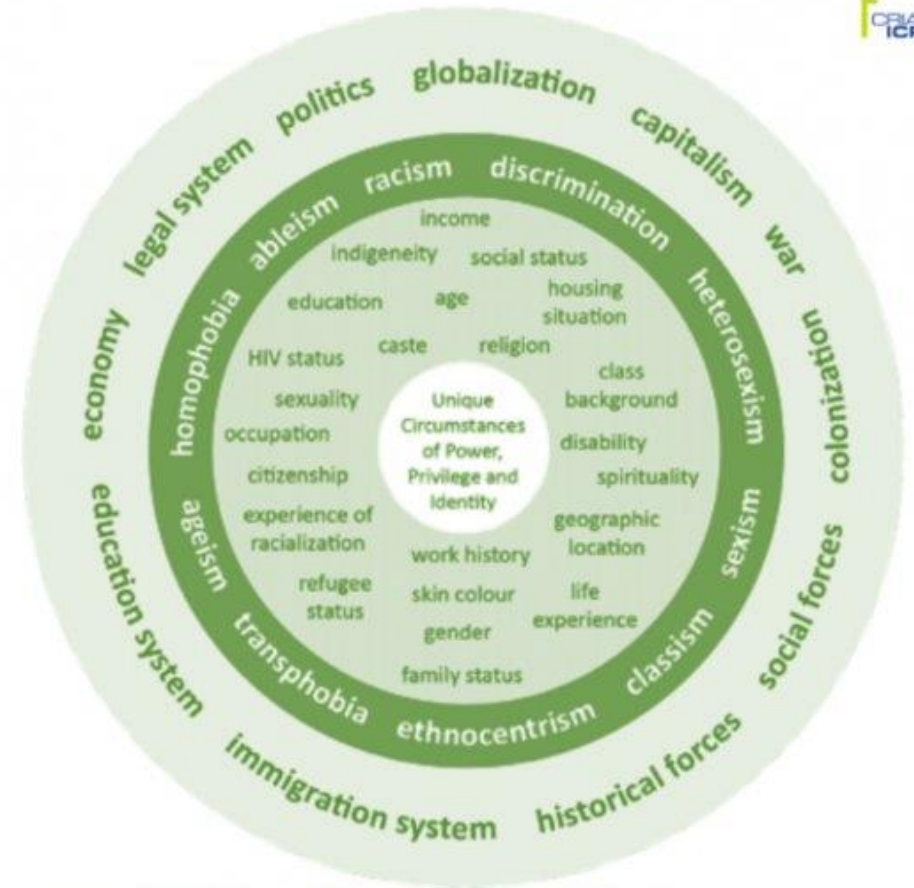 CRIA
globalization
capitalism
war
colonization
social forces
historical forces
immigration system
education system
economy
legal system
politics
discrimination
heterosexism
sexism
classism
ethnocentrism
transphobia
ageism
homophobia
ableism
racism
income
indigeneity
social status
education
age
housing
situation
HIV status
caste
religion
sexuality
class
background
occupation
disability
citizenship
spirituality
experience of
racialization
geographic
location
work history
refugee
status
skin colour
life
experience
gender
family status
Unique
Circumstances
of Power,
Privilege and
Identity